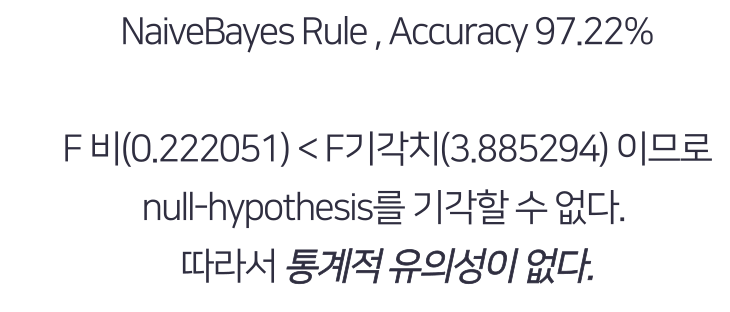 NaiveBayes Rule , Accuracy 97.22%
F 비(0.222051) < F기각치(3.885294) 이므로
null-hypothesis를 기각할 수 없다.
따라서 통계적 유의성이 없다.